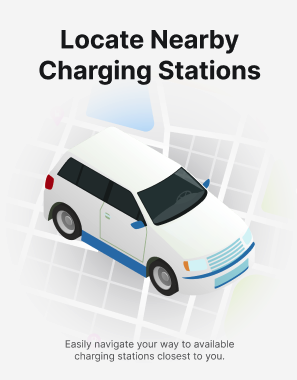 Locate Nearby
Charging Stations
Easily navigate your way to available
charging stations closest to you.